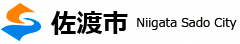 佐渡市 Niigata Sado City